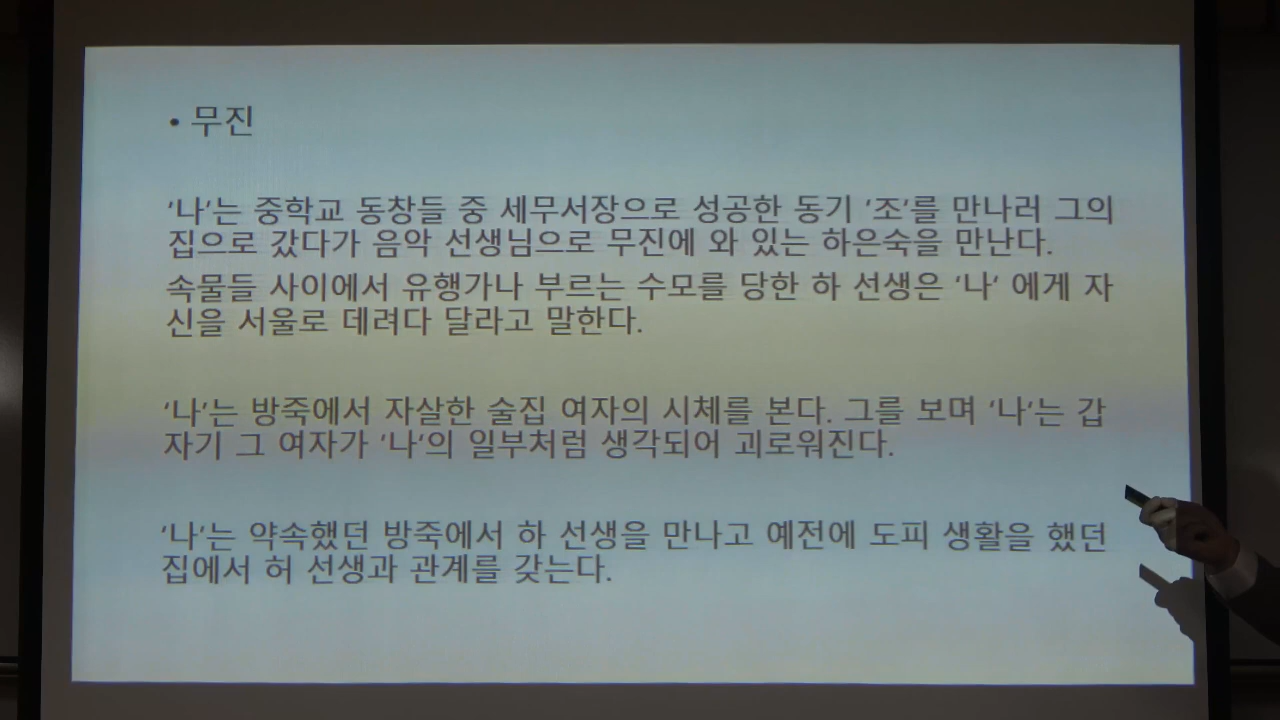 • 무진
‘나’는 중학교 동창들 중 세무서장으로 성공한 동기 ‘조’를 만나러 그의
집으로 갔다가 음악 선생님으로 무진에 와 있는 하은숙을 만난다.
속물들 사이에서 유행가나 부르는 수모를 당한 하 선생은 ‘나’ 에게 자
신을 서울로 데려다 달라고 말한다.
‘나’는 방죽에서 자살한 술집 여자의 시체를 본다. 그를 보며 ‘나’는 갑
자기 그 여자가 ‘나’의 일부처럼 생각되어 괴로워진다.
‘나’는 약속했던 방죽에서 하 선생을 만나고 예전에 도피 생활을 했던
집에서 허 선생과 관계를 갖는다.